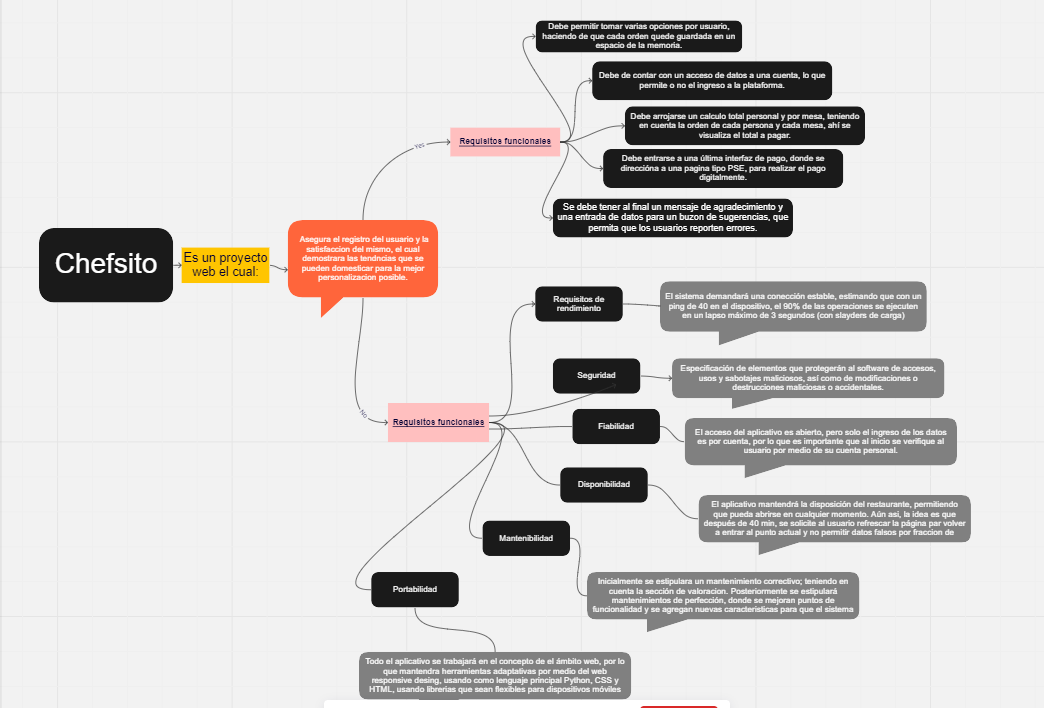 Chefsito
Es un proyecto
web el cual:
Asegura el registro del usuario y la
satisfaccion del mismo, el cual
demostrara las tendncias que se
pueden domesticar para la mejor
personalizacion posible.
Yes
Requisitos funcionales
Debe permitir tomar varias opciones por usuario,
haciendo de que cada orden quede guardada en un
espacio de la memoria.
Debe de contar con un acceso de datos a una cuenta, lo que
permite o no el ingreso a la plataforma.
Debe arrojarse un calculo total personal y por mesa, teniendo
en cuenta la orden de cada persona y cada mesa, ahí se
visualiza el total a pagar.
Debe entrarse a una última interfaz de pago, donde se
direcciona a una pagina tipo PSE, para realizar el pago
digitalmente.
Se debe tener al final un mensaje de agradecimiento y
una entrada de datos para un buzon de sugerencias, que
permita que los usuarios reporten errores.
No
Requisitos funcionales
Requisitos de
rendimiento
El sistema demandará una conección estable, estimando que con un
ping de 40 en el dispositivo, el 90% de las operaciones se ejecuten
en un lapso máximo de 3 segundos (con slayders de carga)
Seguridad
Especificación de elementos que protegerán al software de accesos,
usos y sabotajes maliciosos, así como de modificaciones o
destrucciones maliciosas o accidentales.
Fiabilidad
El acceso del aplicativo es abierto, pero solo el ingreso de los datos
es por cuenta, por lo que es importante que al inicio se verifique al
usuario por medio de su cuenta personal.
Disponibilidad
El aplicativo mantendrá la disposición del restaurante, permitiendo
que pueda abrirse en cualquier momento. Aún asi, la idea es que
después de 40 min, se solicite al usuario refrescar la página par volver
a entrar al punto actual y no permitir datos falsos por fraccion de
Mantenibilidad
Inicialmente se estipulara un mantenimiento correctivo; teniendo en
cuenta la sección de valoracion. Posteriormente se estipulará
mantenimientos de perfección, donde se mejoran puntos de
funcionalidad y se agregan nuevas caracteristicas para que el sistema
Portabilidad
Todo el aplicativo se trabajará en el concepto de el ámbito web, por lo
que mantendra herramientas adaptativas por medio del web
responsive desing, usando como lenguaje principal Python, CSS y
HTML, usando librerias que sean flexibles para dispositivos móviles